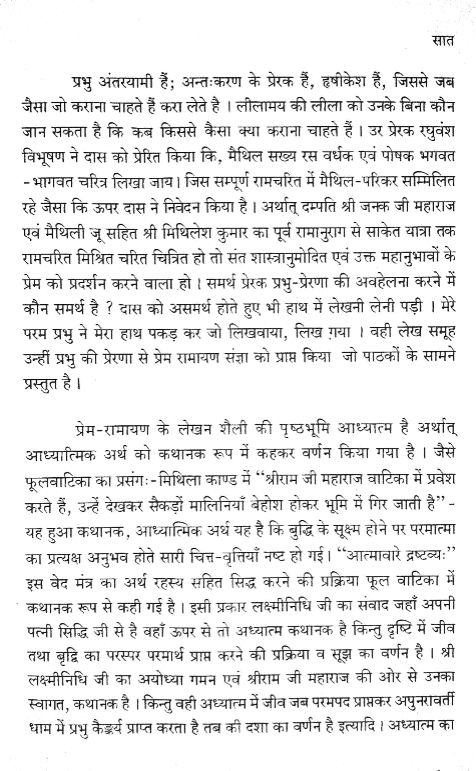 सात
प्रभु अंतरयामी हैं; अन्तःकरण के प्रेरक हैं, हृषीकेश हैं, जिससे जब
जैसा जो कराना चाहते हैं करा लेते है । लीलामय की लीला को उनके बिना कौन
जान सकता है कि कब किससे कैसा क्या कराना चाहते हैं । उर प्रेरक रघुवंश
विभूषण ने दास को प्रेरित किया कि, मैथिल सख्य रस वर्धक एवं पोषक भगवत
-भागवत चरित्र लिखा जाय। जिस सम्पूर्ण रामचरित में मैथिल-परिकर सम्मिलित
रहे जैसा कि ऊपर दास ने निवेदन किया है । अर्थात् दम्पति श्री जनक जी महाराज
एवं मैथिली जू सहित श्री मिथिलेश कुमार का पूर्व रामानुराग से साकेत यात्रा तक
रामचरित मिश्रित चरित चित्रित हो तो संत शास्त्रानुमोदित एवं उक्त महानुभावों के
प्रेम को प्रदर्शन करने वाला हो । समर्थ प्रेरक प्रभु-प्रेरणा की अवहेलना करने में
कौन समर्थ है ? दास को असमर्थ होते हुए भी हाथ में लेखनी लेनी पड़ी । मेरे
परम प्रभु ने मेरा हाथ पकड़ कर जो लिखवाया, लिख गया । वही लेख समूह
उन्हीं प्रभु की प्रेरणा से प्रेम रामायण संज्ञा को प्राप्त किया जो पाठकों के सामने
प्रस्तुत है ।
प्रेम-रामायण के लेखन शैली की पृष्ठभूमि आध्यात्म है अर्थात्
आध्यात्मिक अर्थ को कथानक रूप में कहकर वर्णन किया गया है । जैसे
फूलवाटिका का प्रसंगः-मिथिला काण्ड में "श्रीराम जी महाराज वाटिका में प्रवेश
करते हैं, उन्हें देखकर सैकड़ों मालिनियाँ बेहोश होकर भूमि में गिर जाती है"-
यह हुआ कथानक, आध्यात्मिक अर्थ यह है कि बुद्धि के सूक्ष्म होने पर परमात्मा
का प्रत्यक्ष अनुभव होते सारी चित्त-वृत्तियाँ नष्ट हो गई। "आत्मावारे द्रष्टव्यः"
इस वेद मंत्र का अर्थ रहस्य सहित सिद्ध करने की प्रक्रिया फूल वाटिका में
कथानक रूप से कही गई है । इसी प्रकार लक्ष्मीनिधि जी का संवाद जहाँ अपनी
पत्नी सिद्धि जी से है वहाँ ऊपर से तो अध्यात्म कथानक है किन्तु दृष्टि में जीव
तथा बृद्धि का परस्पर परमार्थ प्राप्त करने की प्रक्रिया व सूझ का वर्णन है । श्री
लक्ष्मीनिधि जी का अयोध्या गमन एवं श्रीराम जी महाराज की ओर से उनका
स्वागत, कथानक है । किन्तु वही अध्यात्म में जीव जब परमपद प्राप्तकर अपुनरावर्ती
धाम में प्रभु कैङ्कर्य प्राप्त करता है तब की दशा का वर्णन है इत्यादि । अध्यात्म का